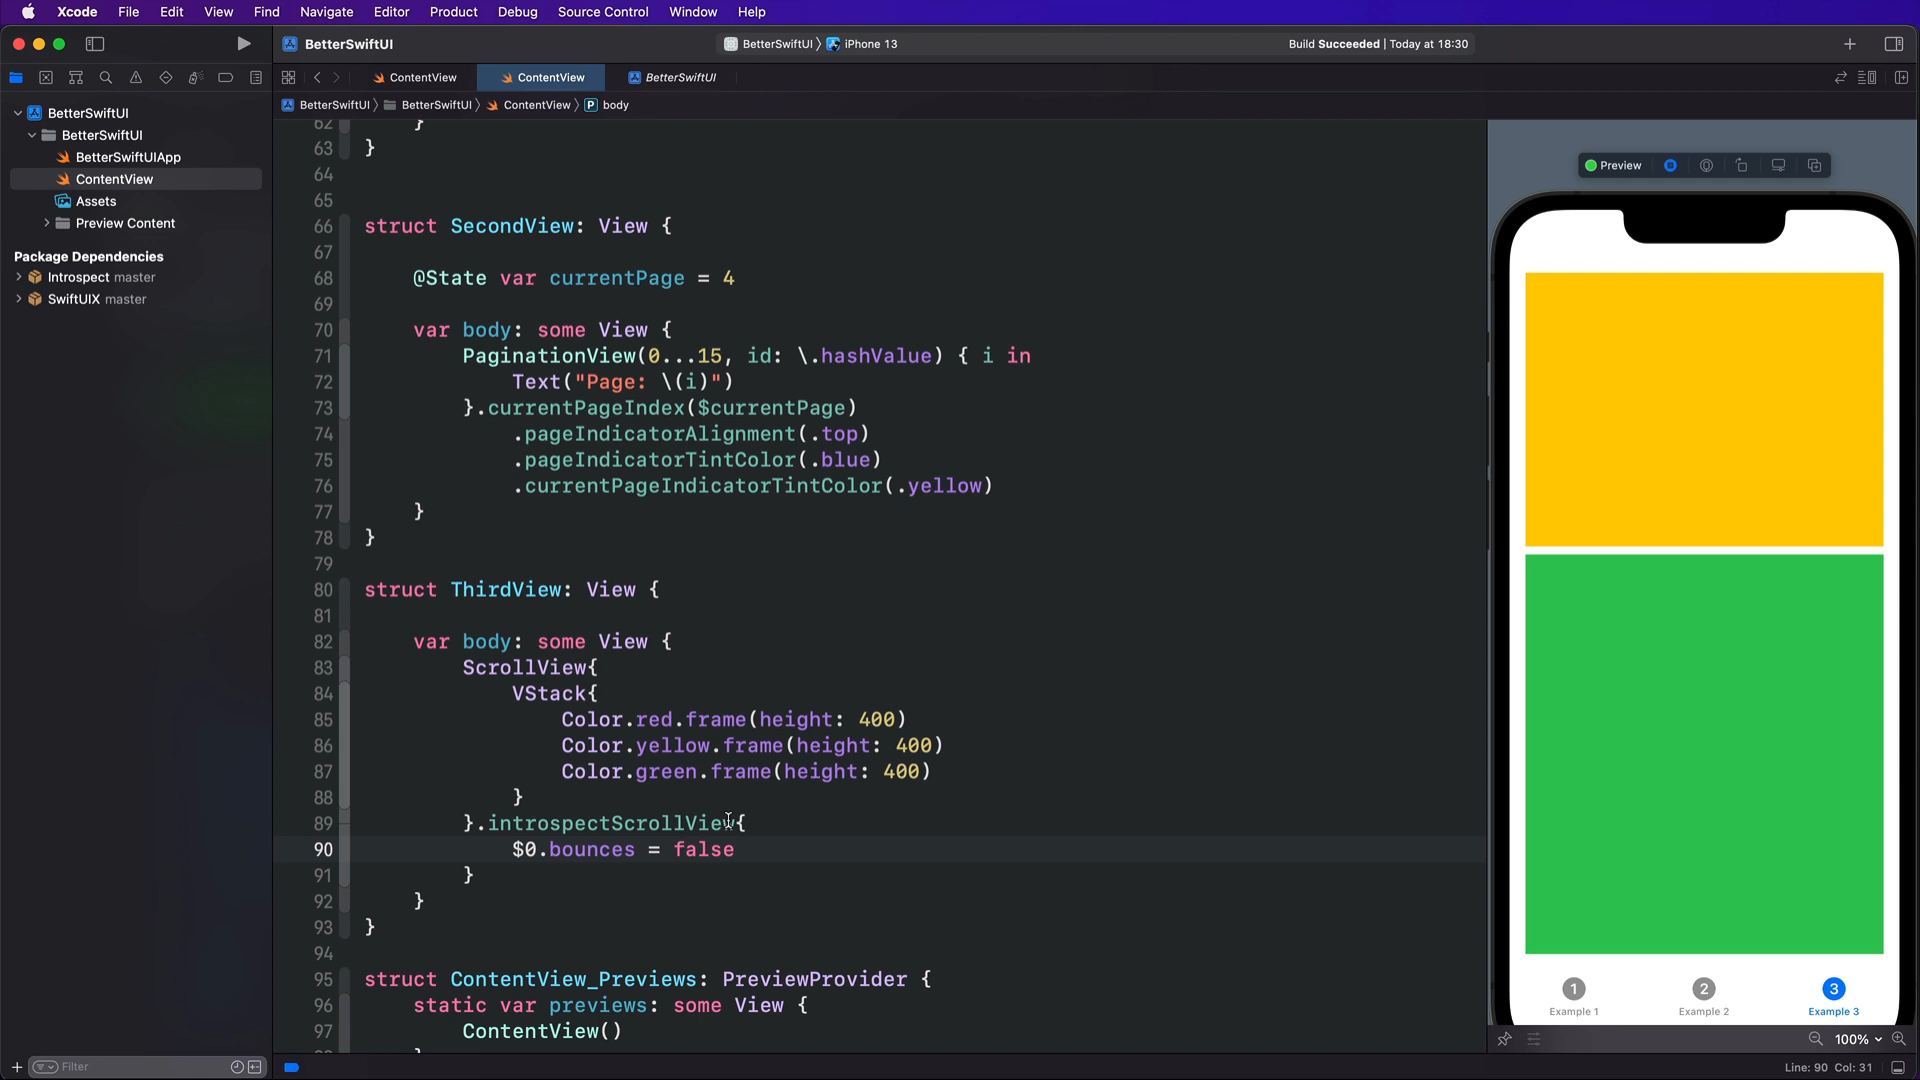 Xcode File Edit View Find Navigate Editor Product Debug Source Control Window Help
BetterSwiftUI BetterSwiftUI iPhone 13 Build Succeeded | Today at 18:30
ContentView ContentView BetterSwiftUI
BetterSwiftUI BetterSwiftUI ContentView P body
BetterSwiftUI
BetterSwiftUI
BetterSwiftUIApp
ContentView
Assets
Preview Content
Package Dependencies
Introspect master
SwiftUIX master
Filter
62 }
63 }
64
65
66 struct SecondView: View {
67
68 @State var currentPage = 4
69
70 var body: some View {
71 PaginationView(0...15, id: \.hashValue) { i in
72 Text("Page: \(i)")
73 }.currentPageIndex($currentPage)
74 .pageIndicatorAlignment(.top)
75 .pageIndicatorTintColor(.blue)
76 .currentPageIndicatorTintColor(.yellow)
77 }
78 }
79
80 struct ThirdView: View {
81
82 var body: some View {
83 ScrollView{
84 VStack{
85 Color.red.frame(height: 400)
86 Color.yellow.frame(height: 400)
87 Color.green.frame(height: 400)
88 }
89 }.introspectScrollView{
90 $0.bounces = false
91 }
92 }
93 }
94
95 struct ContentView_Previews: PreviewProvider {
96 static var previews: some View {
97 ContentView()
Preview
1 2 3
Example 1 Example 2 Example 3
100%
Line: 90 Col: 31